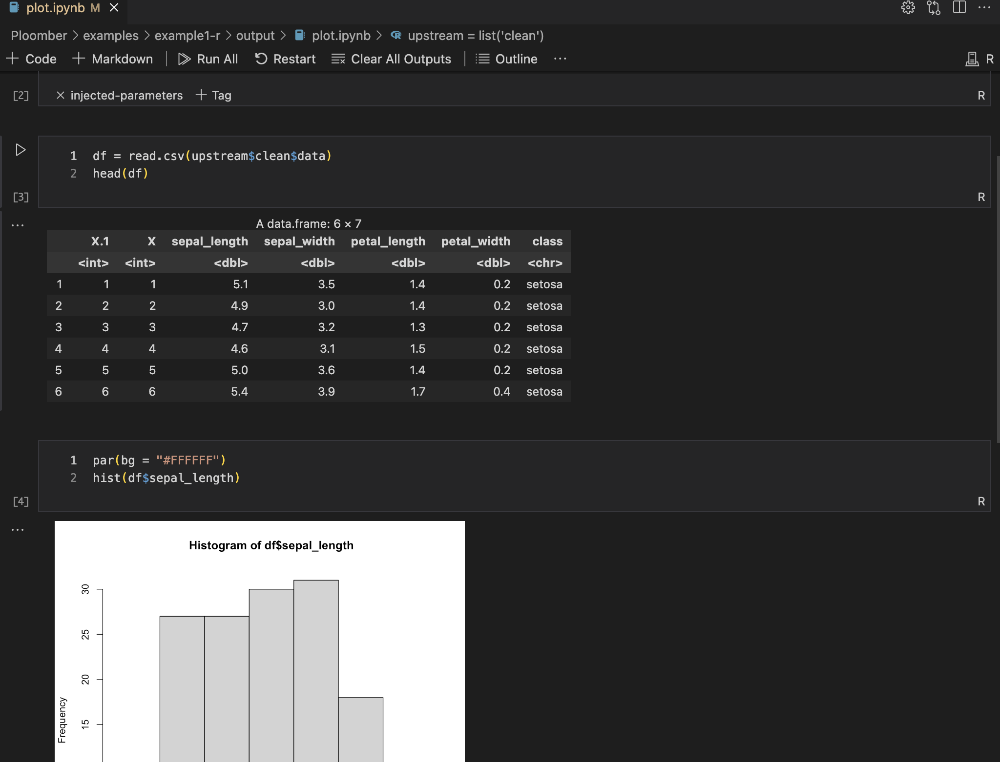 plot.ipynb M
Ploomber > examples > example1-r > output > plot.ipynb > upstream = list('clean')
+ Code + Markdown Run All Restart Clear All Outputs Outline ... R
[2] × injected-parameters + Tag R
1 df = read.csv(upstream$clean$data)
2 head(df)
[3] R
...
A data.frame: 6 × 7
X.1 X sepal_length sepal_width petal_length petal_width class
<int> <int> <dbl> <dbl> <dbl> <dbl> <chr>
1 1 1 5.1 3.5 1.4 0.2 setosa
2 2 2 4.9 3.0 1.4 0.2 setosa
3 3 3 4.7 3.2 1.3 0.2 setosa
4 4 4 4.6 3.1 1.5 0.2 setosa
5 5 5 5.0 3.6 1.4 0.2 setosa
6 6 6 5.4 3.9 1.7 0.4 setosa
1 par(bg = "#FFFFFF")
2 hist(df$sepal_length)
[4] R
...
Histogram of df$sepal_length
30
25
20
15
Frequency